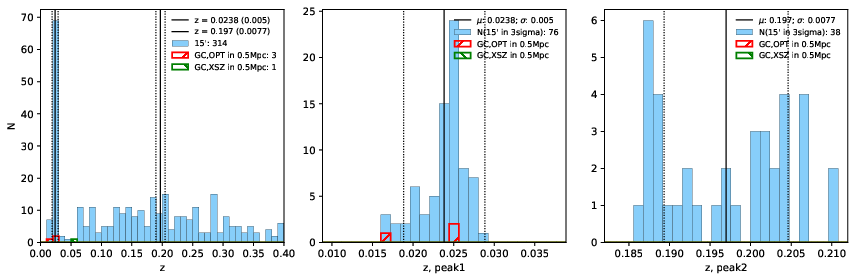 z = 0.0238 (0.005)
z = 0.197 (0.0077)
15': 314
GC,OPT in 0.5Mpc: 3
GC,XSZ in 0.5Mpc: 1
N
70
60
50
40
30
20
10
0
0.00 0.05 0.10 0.15 0.20 0.25 0.30 0.35 0.40
z
μ: 0.0238; σ: 0.005
N(15' in 3sigma): 76
GC,OPT in 0.5Mpc
GC,XSZ in 0.5Mpc
25
20
15
10
5
0
0.010 0.015 0.020 0.025 0.030 0.035
z, peak1
μ: 0.197; σ: 0.0077
N(15' in 3sigma): 38
GC,OPT in 0.5Mpc
GC,XSZ in 0.5Mpc
6
5
4
3
2
1
0
0.185 0.190 0.195 0.200 0.205 0.210
z, peak2